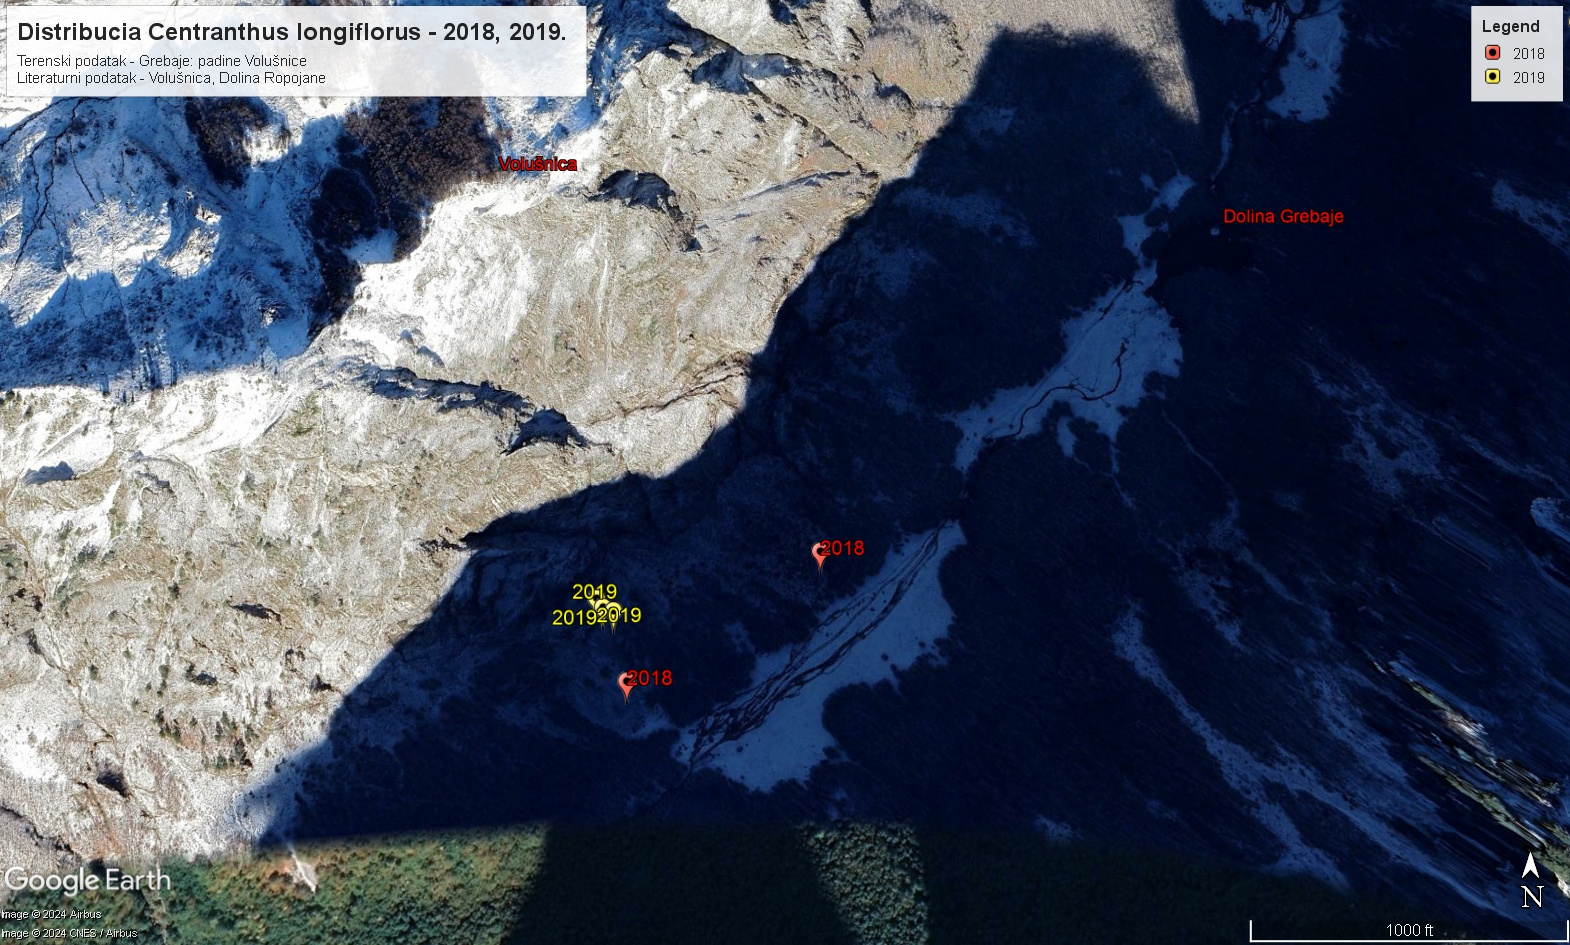 Distribucia Centranthus longiflorus - 2018, 2019.
Terenski podatak - Grebaje: padine Volušnice
Literaturni podatak - Volušnica, Dolina Ropojane
Legend
2018
2019
Volušnica
Dolina Grebaje
2018
2019
2019 2019
2018
Google Earth
Image © 2024 Airbus
Image © 2024 CNES / Airbus
N
1000 ft